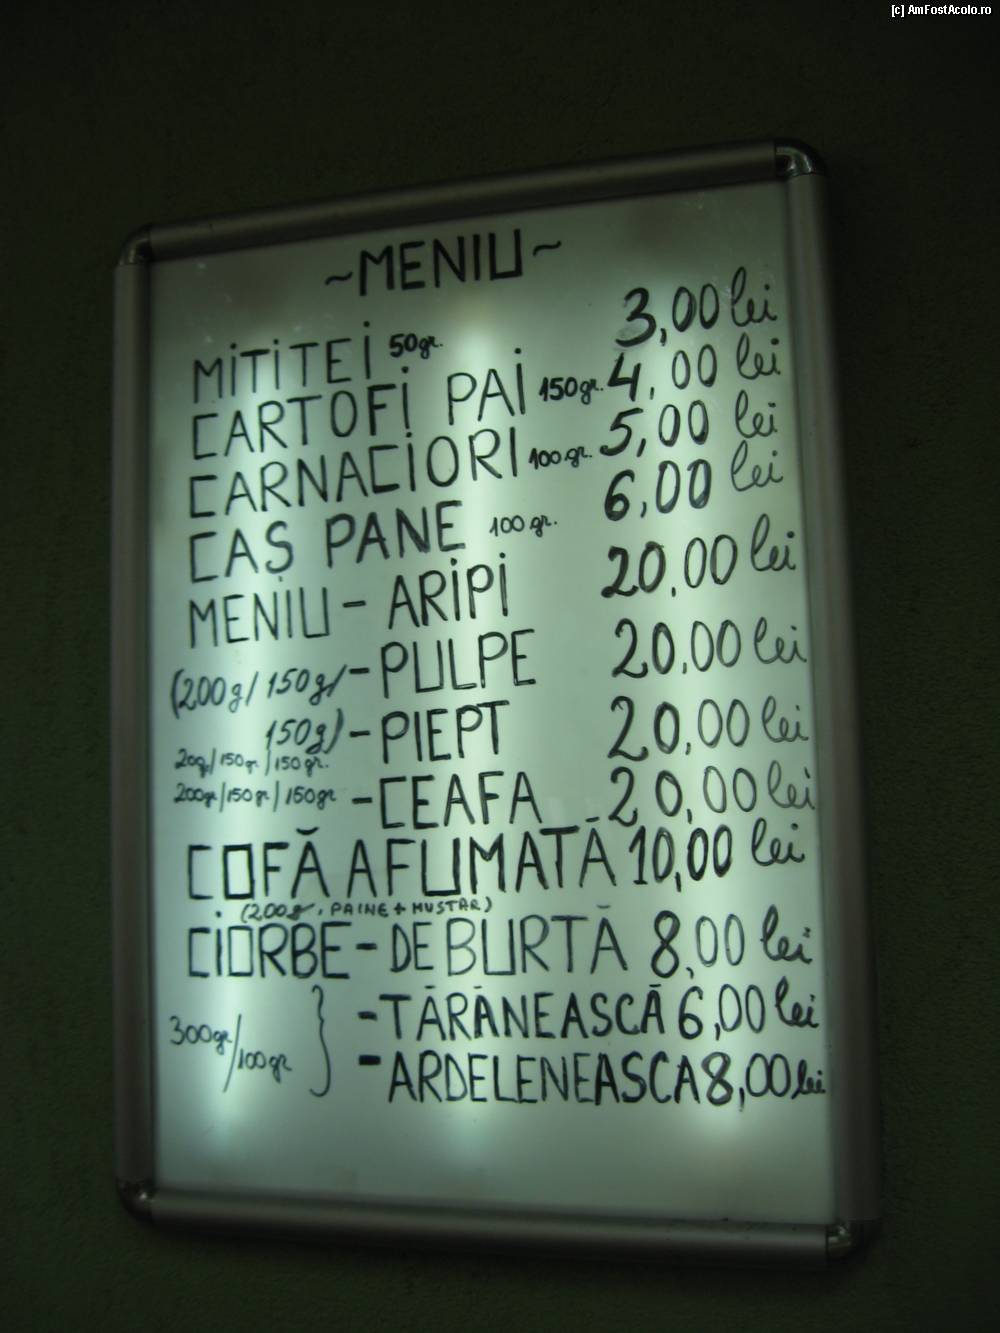 [c] AmFostAcolo.ro
~MENIU~
MITITEI 50gr. 3,00 lei
CARTOFI PAI 150gr. 4,00 lei
CARNACIORI 100gr. 5,00 lei
CAȘ PANE 100gr. 6,00 lei
MENIU - ARIPI 20,00 lei
(200g/ 150g/ - PULPE 20,00 lei
150g) - PIEPT 20,00 lei
20g/150gr/150gr.
200gr/150gr/150gr - CEAFA 20,00 lei
COFĂ AFUMATĂ 10,00 lei
(200g, PAINE + MUSTAR)
CIORBE - DE BURTĂ 8,00 lei
300gr/100gr } - TĂRĂNEASCĂ 6,00 lei
- ARDELENEASCA 8,00 lei